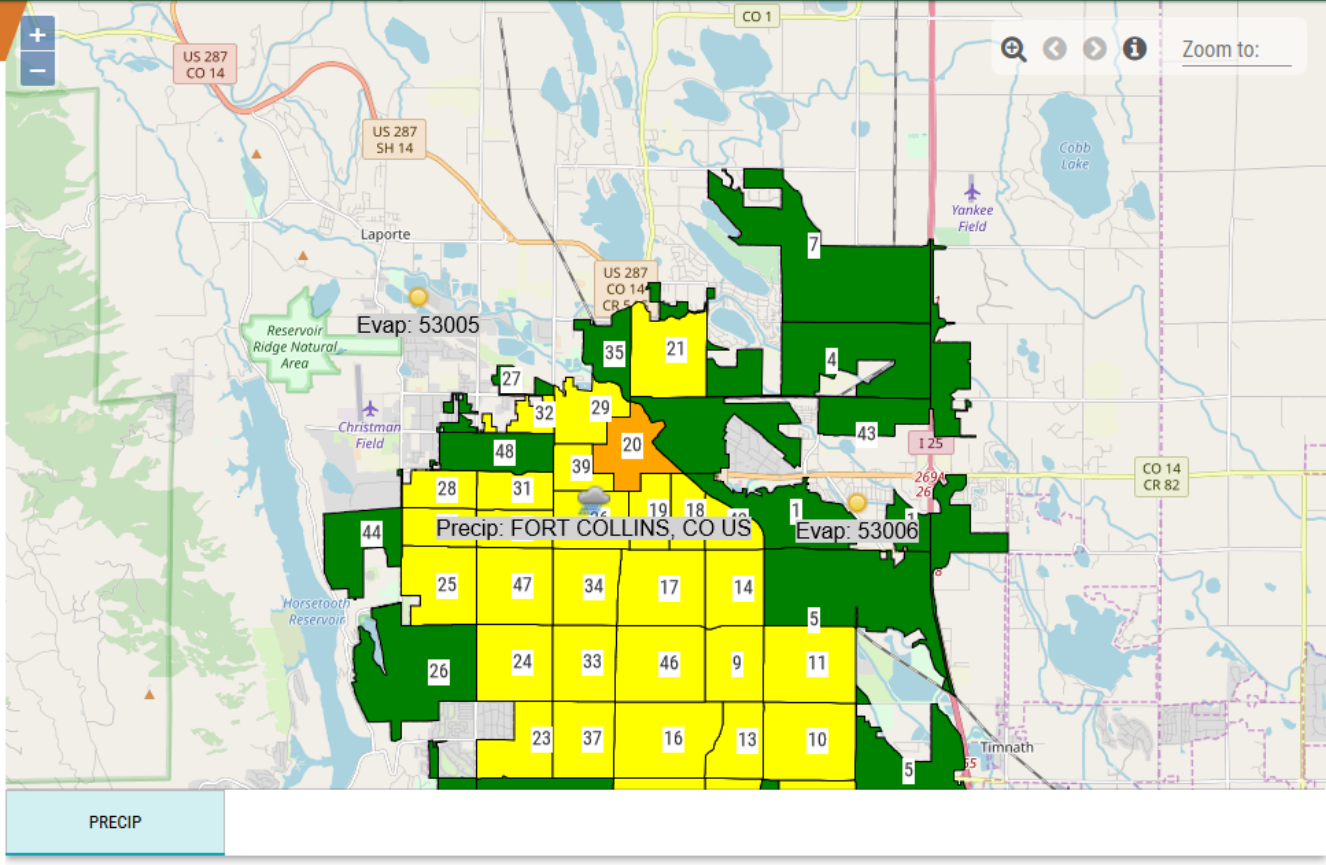 +
−
CO 1
US 287
CO 14
Zoom to:
US 287
SH 14
Cobb
Lake
Yankee
Field
Laporte
7
US 287
CO 14
CR 5
Evap: 53005
Reservoir
Ridge Natural
Area
35
21
4
27
32
29
Christman
Field
20
43
I 25
48
39
CO 14
CR 82
269A
26
28
31
19
18
1
Precip: FORT COLLINS, CO US
Evap: 53006
44
25
47
34
17
14
Horsetooth
Reservoir
5
26
24
33
46
9
11
23
37
16
13
10
Timnath
5
PRECIP